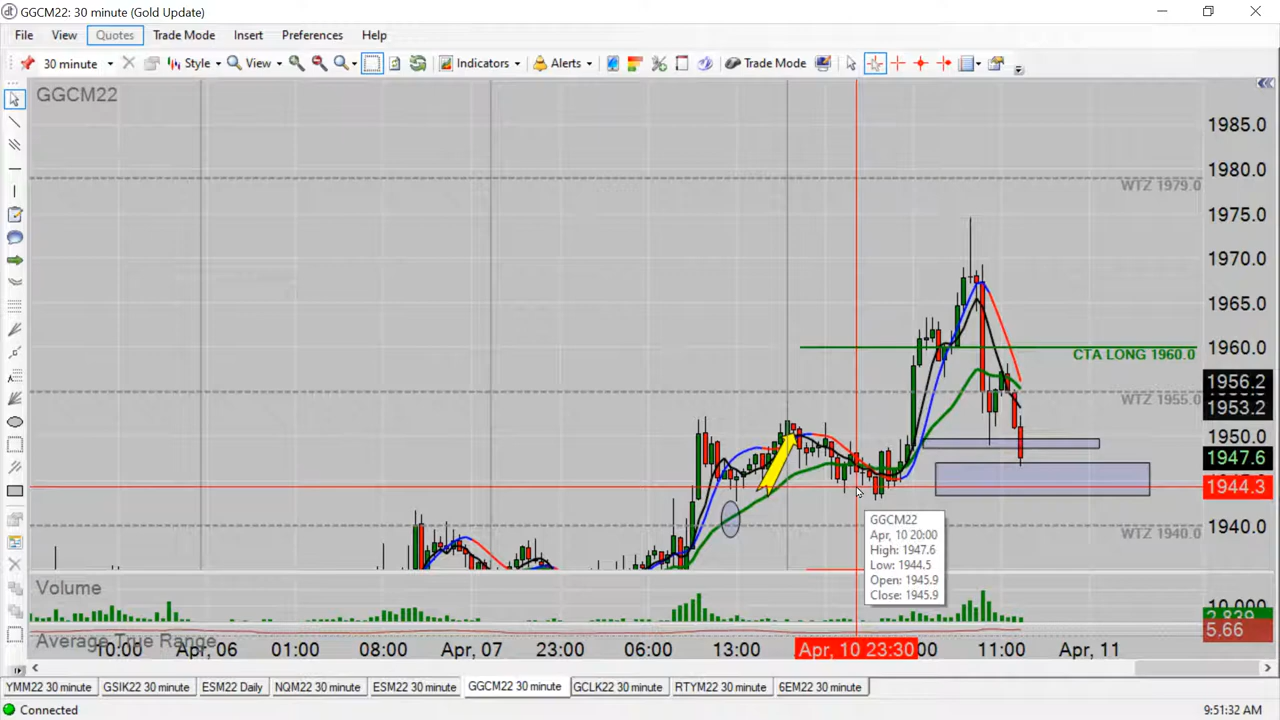 GGCM22: 30 minute (Gold Update)
File View Quotes Trade Mode Insert Preferences Help
30 minute Style View Indicators Alerts Trade Mode
GGCM22
1985.0
1980.0
WTZ 1979.0
1975.0
1970.0
1965.0
1960.0
CTA LONG 1960.0
1956.2
WTZ 1955.0
1953.2
1950.0
1947.6
1944.3
1940.0
WTZ 1940.0
GGCM22
Apr, 10 20:00
High: 1947.6
Low: 1944.5
Open: 1945.9
Close: 1945.9
Volume
10.000
2.839
5.66
Average True Range
10:00 Apr, 06 01:00 08:00 Apr, 07 23:00 06:00 13:00 Apr, 10 23:30 00 11:00 Apr, 11
YMM22 30 minute GSIK22 30 minute ESM22 Daily NQM22 30 minute ESM22 30 minute GGCM22 30 minute GCLK22 30 minute RTYM22 30 minute 6EM22 30 minute
Connected 9:51:32 AM